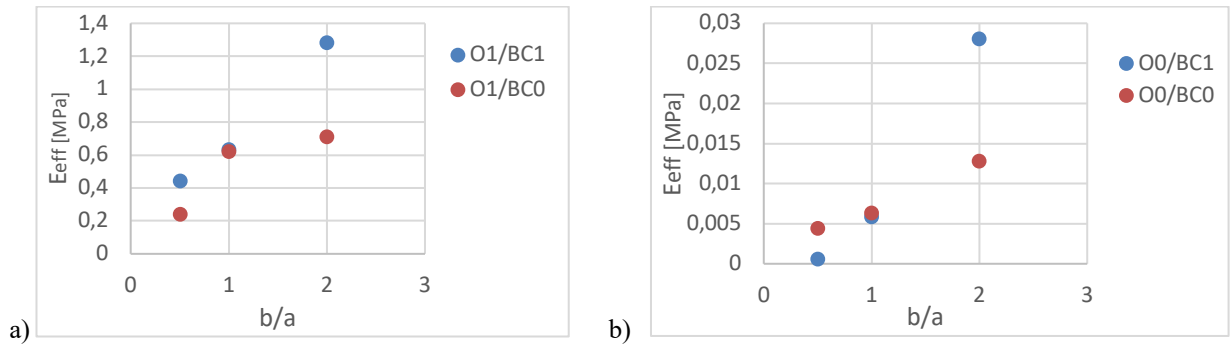 1,4
1,2
1
0,8
0,6
0,4
0,2
0
Eeff [MPa]
0 1 2 3
b/a
O1/BC1
O1/BC0
a)
0,03
0,025
0,02
0,015
0,01
0,005
0
Eeff [MPa]
0 1 2 3
b/a
O0/BC1
O0/BC0
b)